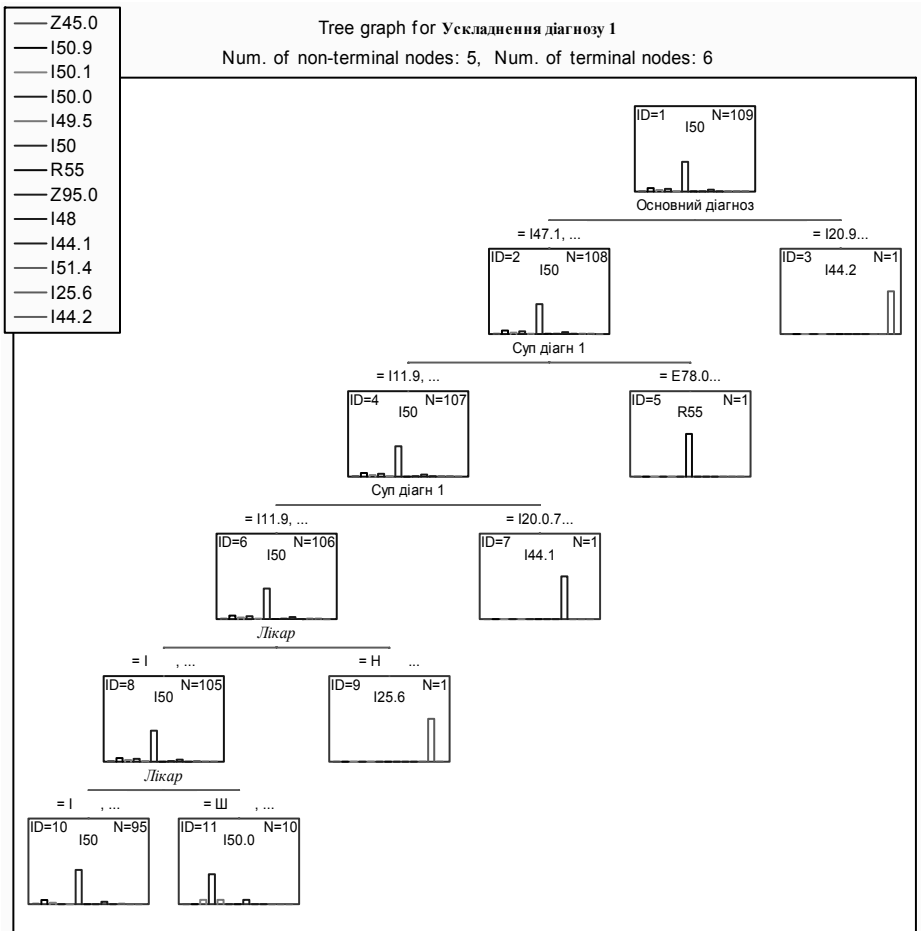 Z45.0
I50.9
I50.1
I50.0
I49.5
I50
R55
Z95.0
I48
I44.1
I51.4
I25.6
I44.2
Tree graph for Ускладнення діагнозу 1
Num. of non-terminal nodes: 5, Num. of terminal nodes: 6
ID=1 N=109
I50
Основний діагноз
= I47.1, ... = I20.9...
ID=2 N=108 ID=3 N=1
I50 I44.2
Суп діагн 1
= I11.9, ... = E78.0...
ID=4 N=107 ID=5 N=1
I50 R55
Суп діагн 1
= I11.9, ... = I20.0.7...
ID=6 N=106 ID=7 N=1
I50 I44.1
Лікар
= І , ... = Н ...
ID=8 N=105 ID=9 N=1
I50 I25.6
Лікар
= І , ... = Ш , ...
ID=10 N=95 ID=11 N=10
I50 I50.0